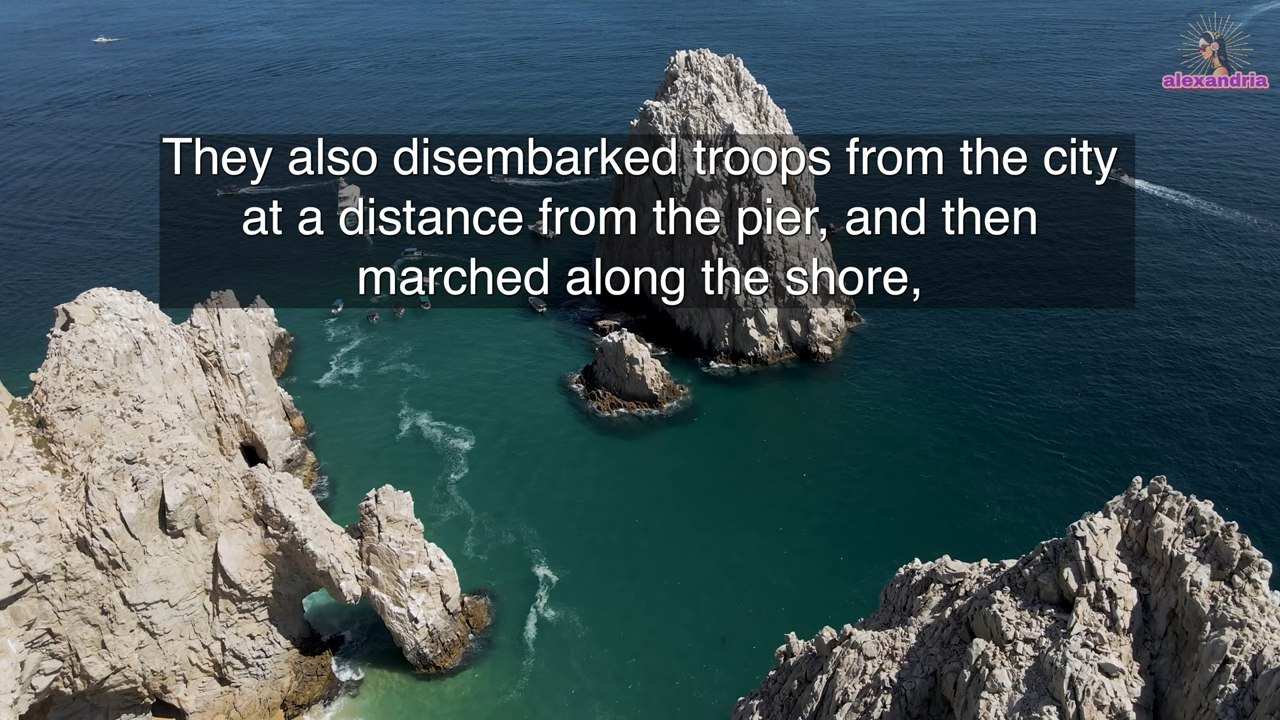 alexandria
They also disembarked troops from the city
at a distance from the pier, and then
marched along the shore,